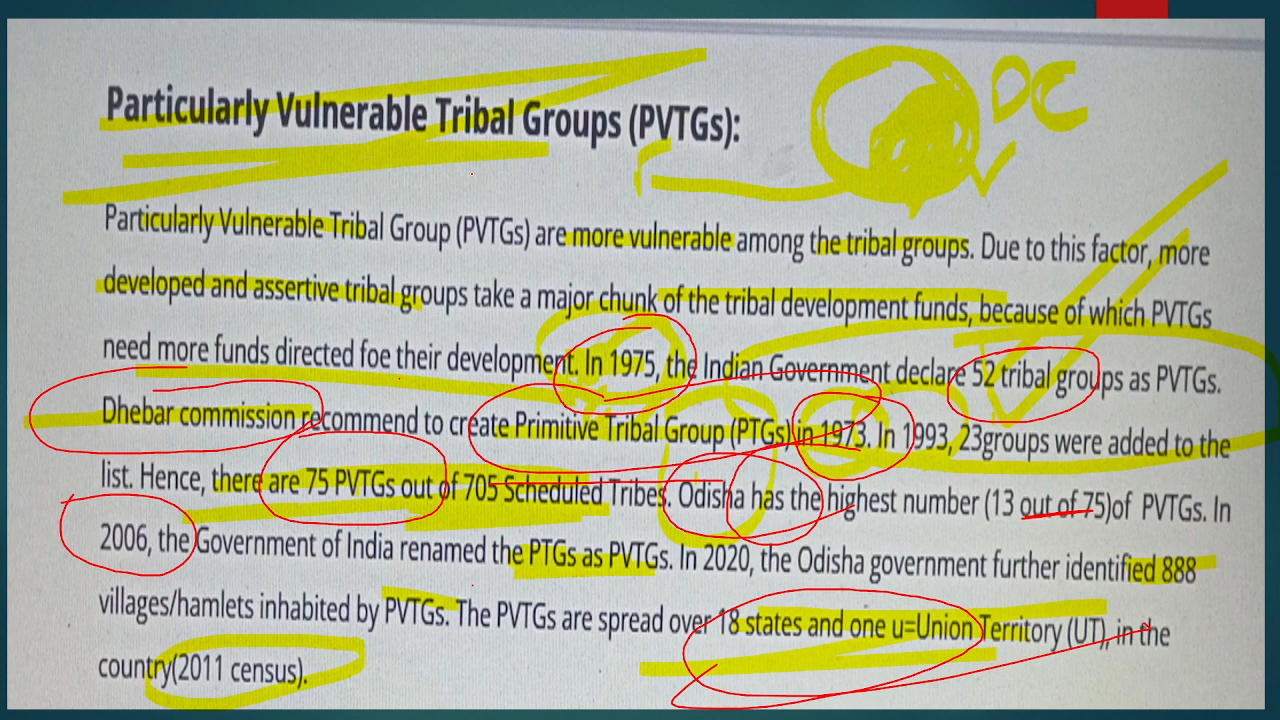 Particularly Vulnerable Tribal Groups (PVTGs):
DC
Particularly Vulnerable Tribal Group (PVTGs) are more vulnerable among the tribal groups. Due to this factor, more
developed and assertive tribal groups take a major chunk of the tribal development funds, because of which PVTGs
need more funds directed foe their development. In 1975, the Indian Government declare 52 tribal groups as PVTGs.
Dhebar commission recommend to create Primitive Tribal Group (PTGs) in 1973. In 1993, 23groups were added to the
list. Hence, there are 75 PVTGs out of 705 Scheduled Tribes. Odisha has the highest number (13 out of 75)of PVTGs. In
2006, the Government of India renamed the PTGs as PVTGs. In 2020, the Odisha government further identified 888
villages/hamlets inhabited by PVTGs. The PVTGs are spread over 18 states and one u=Union Territory (UT), in the
country(2011 census).